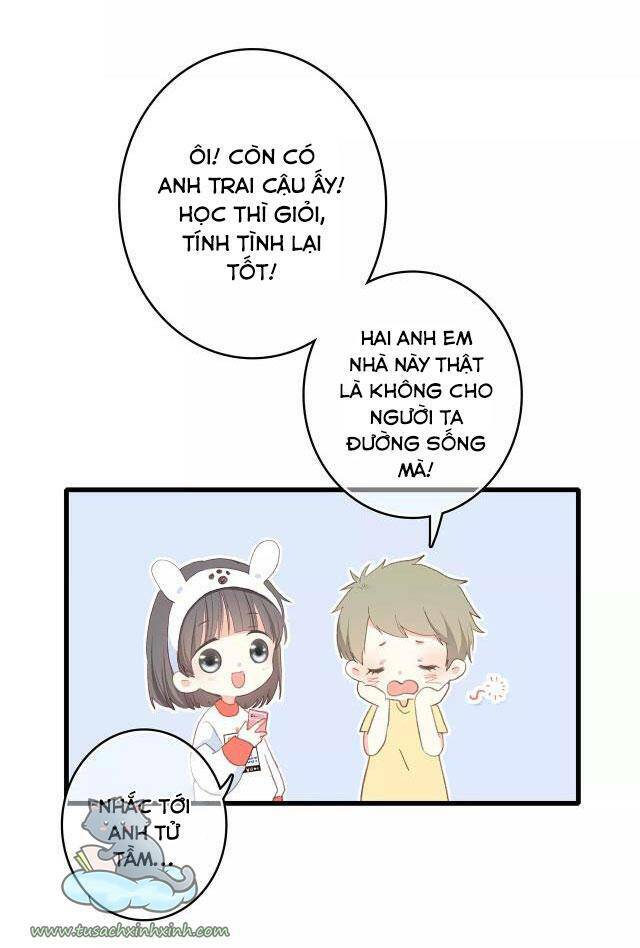 ÔI! CÒN CÓ
ANH TRAI CẬU ẤY!
HỌC THÌ GIỎI,
TÍNH TÌNH LẠI
TỐT!
HAI ANH EM
NHÀ NÀY THẬT
LÀ KHÔNG CHO
NGƯỜI TA
ĐƯỜNG SỐNG
MÀ!
NHẮC TỚI
ANH TỬ
TẦM...
www.tusachxinhxinh.com